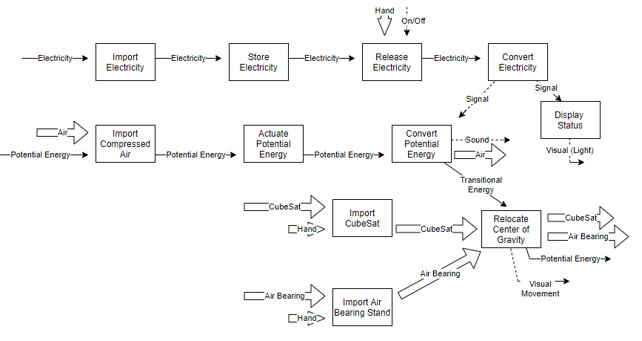 Hand
On/Off
Electricity
Import
Electricity
Electricity
Store
Electricity
Electricity
Release
Electricity
Electricity
Convert
Electricity
Signal
Signal
Display
Status
Visual (Light)
Air
Potential Energy
Import
Compressed
Air
Potential Energy
Actuate
Potential
Energy
Potential Energy
Convert
Potential
Energy
Sound
Air
Transitional
Energy
CubeSat
Hand
Import
CubeSat
CubeSat
Relocate
Center of
Gravity
CubeSat
Air Bearing
Potential Energy
Visual
Movement
Air Bearing
Air Bearing
Hand
Import Air
Bearing Stand